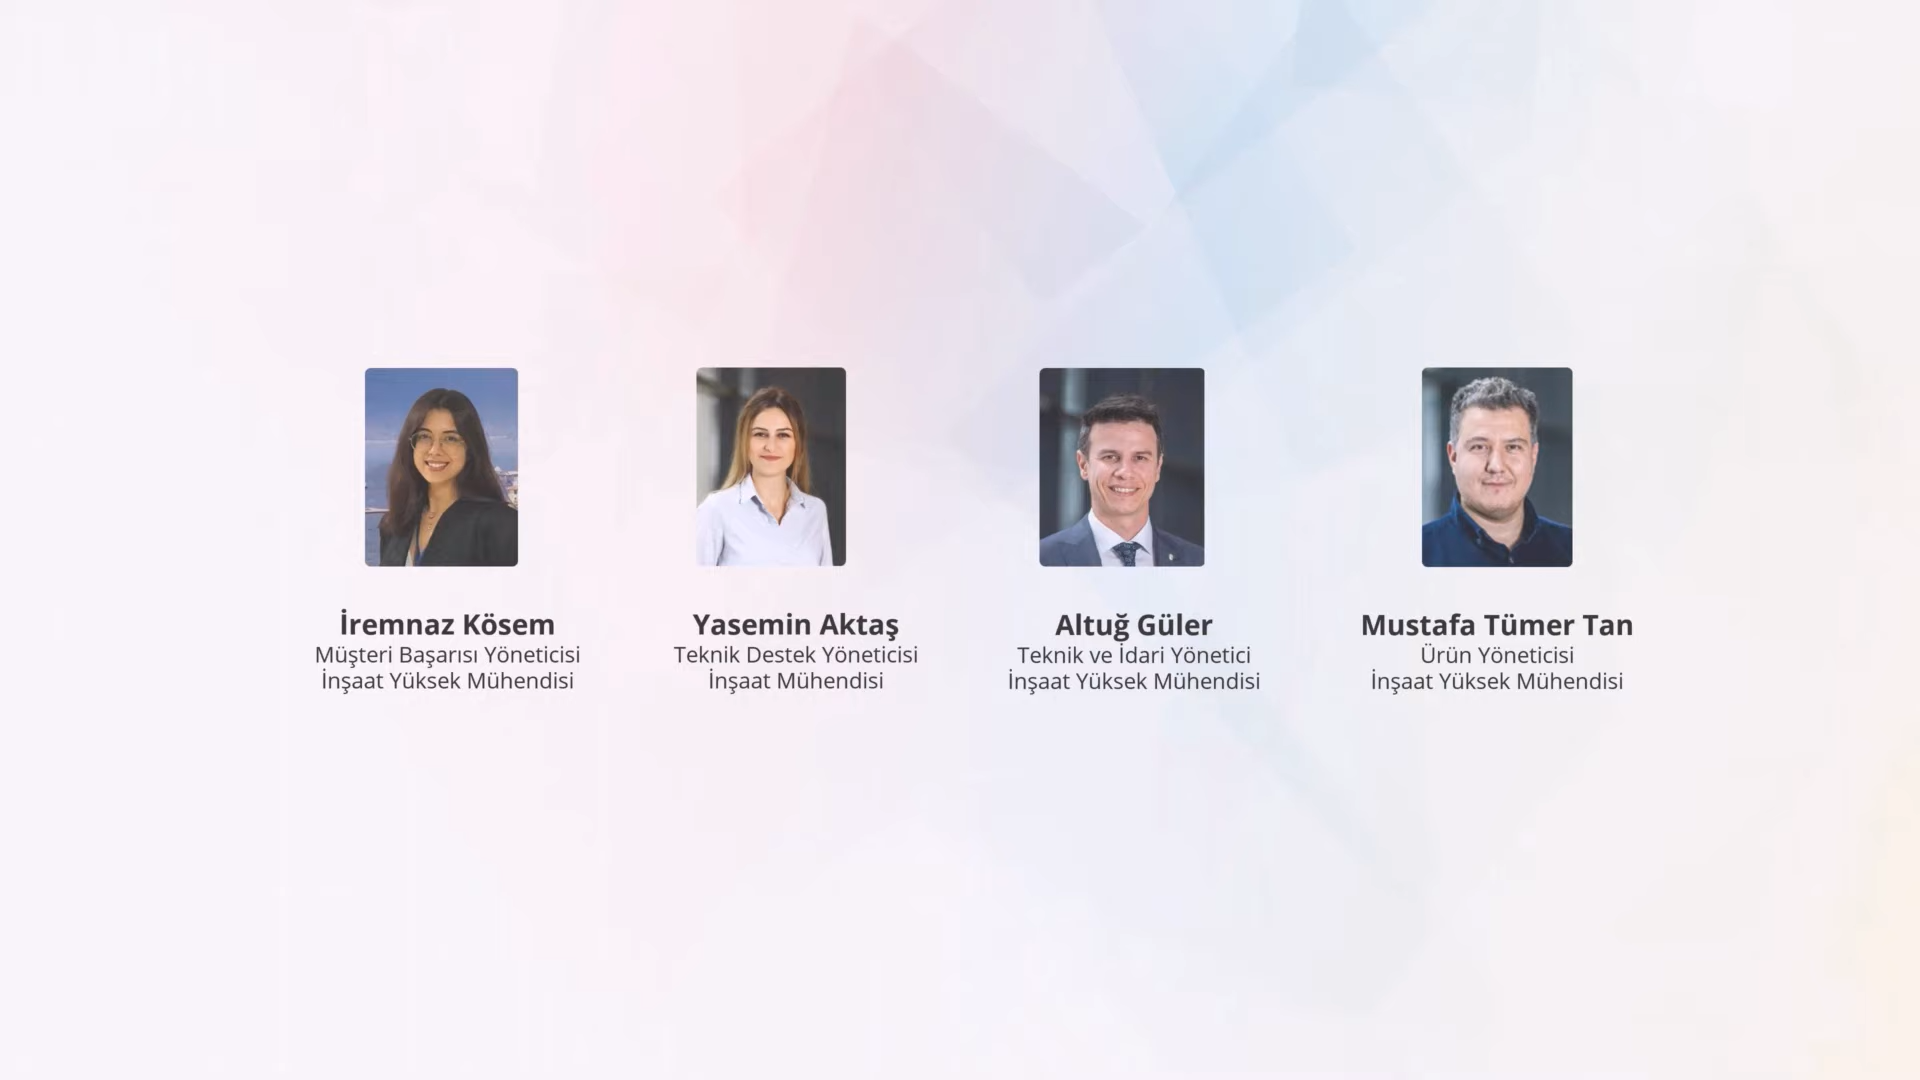 İremnaz Kösem
Müşteri Başarısı Yöneticisi
İnşaat Yüksek Mühendisi
Yasemin Aktaş
Teknik Destek Yöneticisi
İnşaat Mühendisi
Altuğ Güler
Teknik ve İdari Yönetici
İnşaat Yüksek Mühendisi
Mustafa Tümer Tan
Ürün Yöneticisi
İnşaat Yüksek Mühendisi